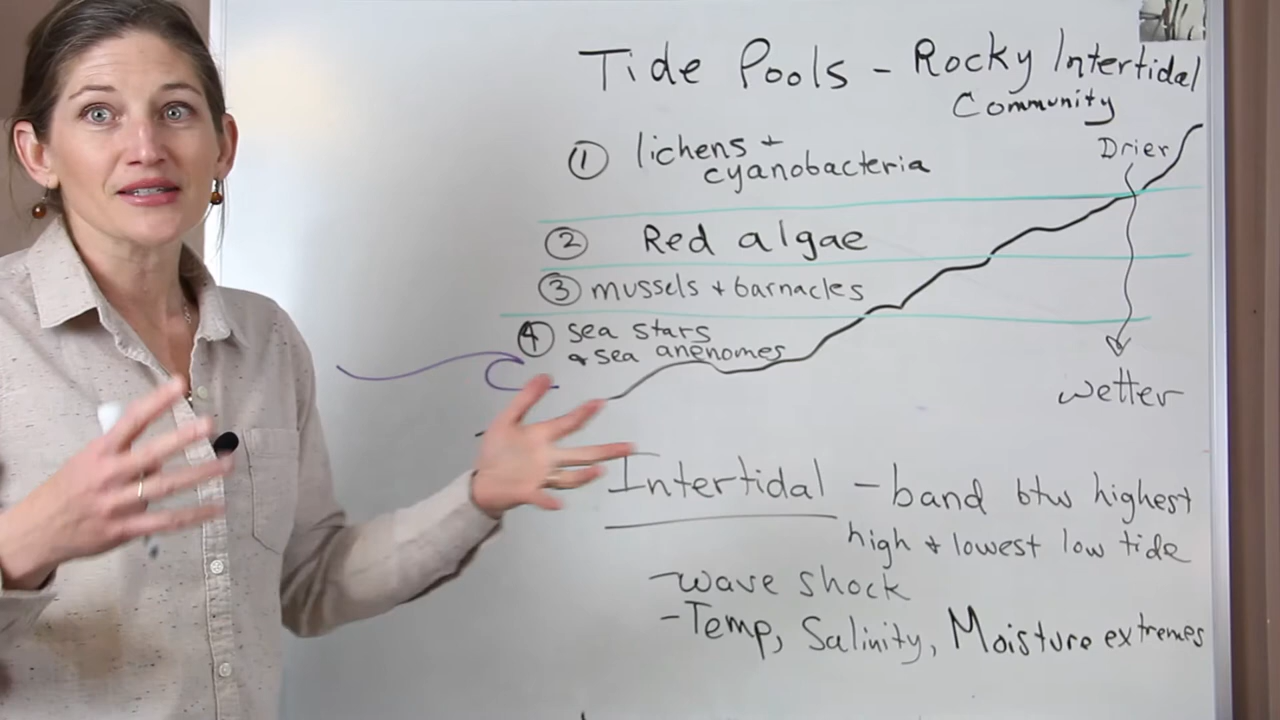 Tide Pools - Rocky Intertidal
Community
Drier
① lichens +
cyanobacteria
② Red algae
③ mussels + barnacles
④ sea stars
+ sea anenomes
wetter
Intertidal - band btw highest
high + lowest low tide
- wave shock
- Temp, Salinity, Moisture extremes